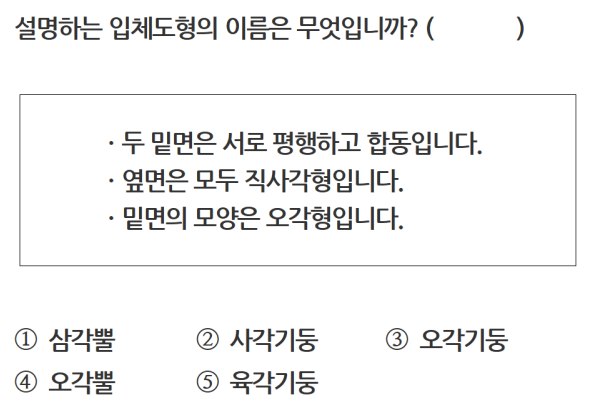 설명하는 입체도형의 이름은 무엇입니까? (          )
· 두 밑면은 서로 평행하고 합동입니다.
· 옆면은 모두 직사각형입니다.
· 밑면의 모양은 오각형입니다.
① 삼각뿔 ② 사각기둥 ③ 오각기둥
④ 오각뿔 ⑤ 육각기둥